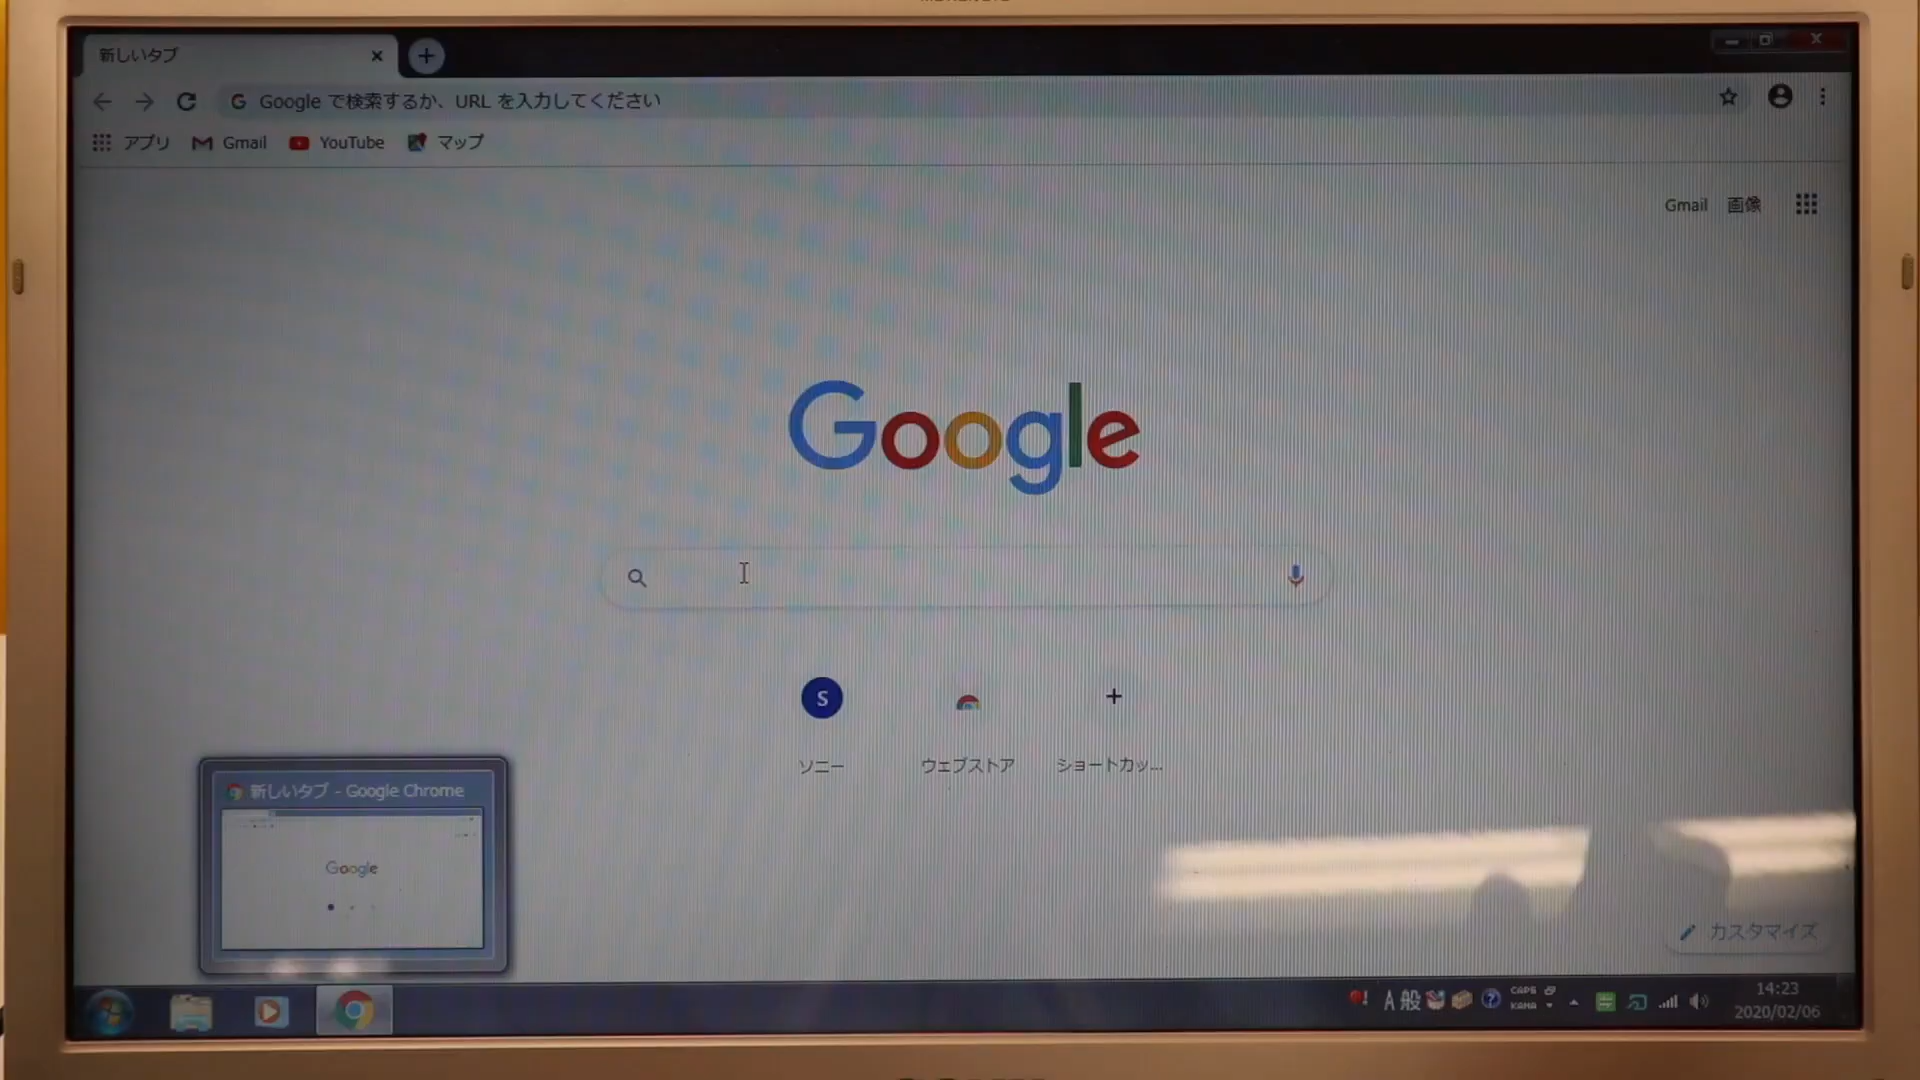 新しいタブ
Google で検索するか、URL を入力してください
アプリ Gmail YouTube マップ
Gmail 画像
Google
S
ソニー ウェブストア ショートカッ...
新しいタブ - Google Chrome
Google
カスタマイズ
A 般 CAPS KANA
14:23
2020/02/06